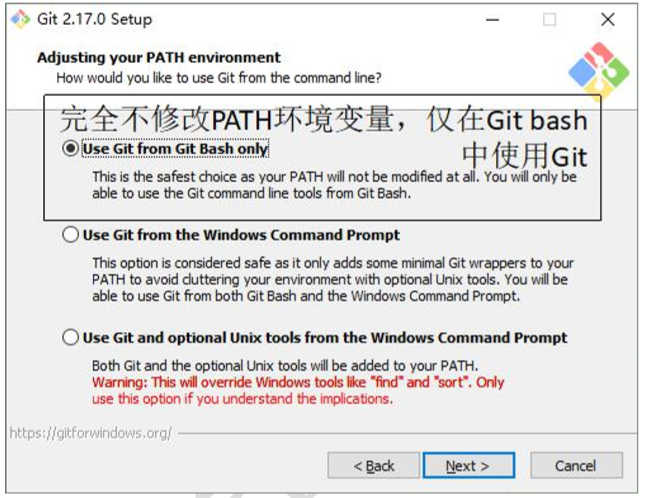 Git 2.17.0 Setup
Adjusting your PATH environment
How would you like to use Git from the command line?
完全不修改PATH环境变量，仅在Git bash
中使用Git
Use Git from Git Bash only
This is the safest choice as your PATH will not be modified at all. You will only be
able to use the Git command line tools from Git Bash.
Use Git from the Windows Command Prompt
This option is considered safe as it only adds some minimal Git wrappers to your
PATH to avoid cluttering your environment with optional Unix tools. You will be
able to use Git from both Git Bash and the Windows Command Prompt.
Use Git and optional Unix tools from the Windows Command Prompt
Both Git and the optional Unix tools will be added to your PATH.
Warning: This will override Windows tools like "find" and "sort". Only
use this option if you understand the implications.
https://gitforwindows.org/
< Back
Next >
Cancel